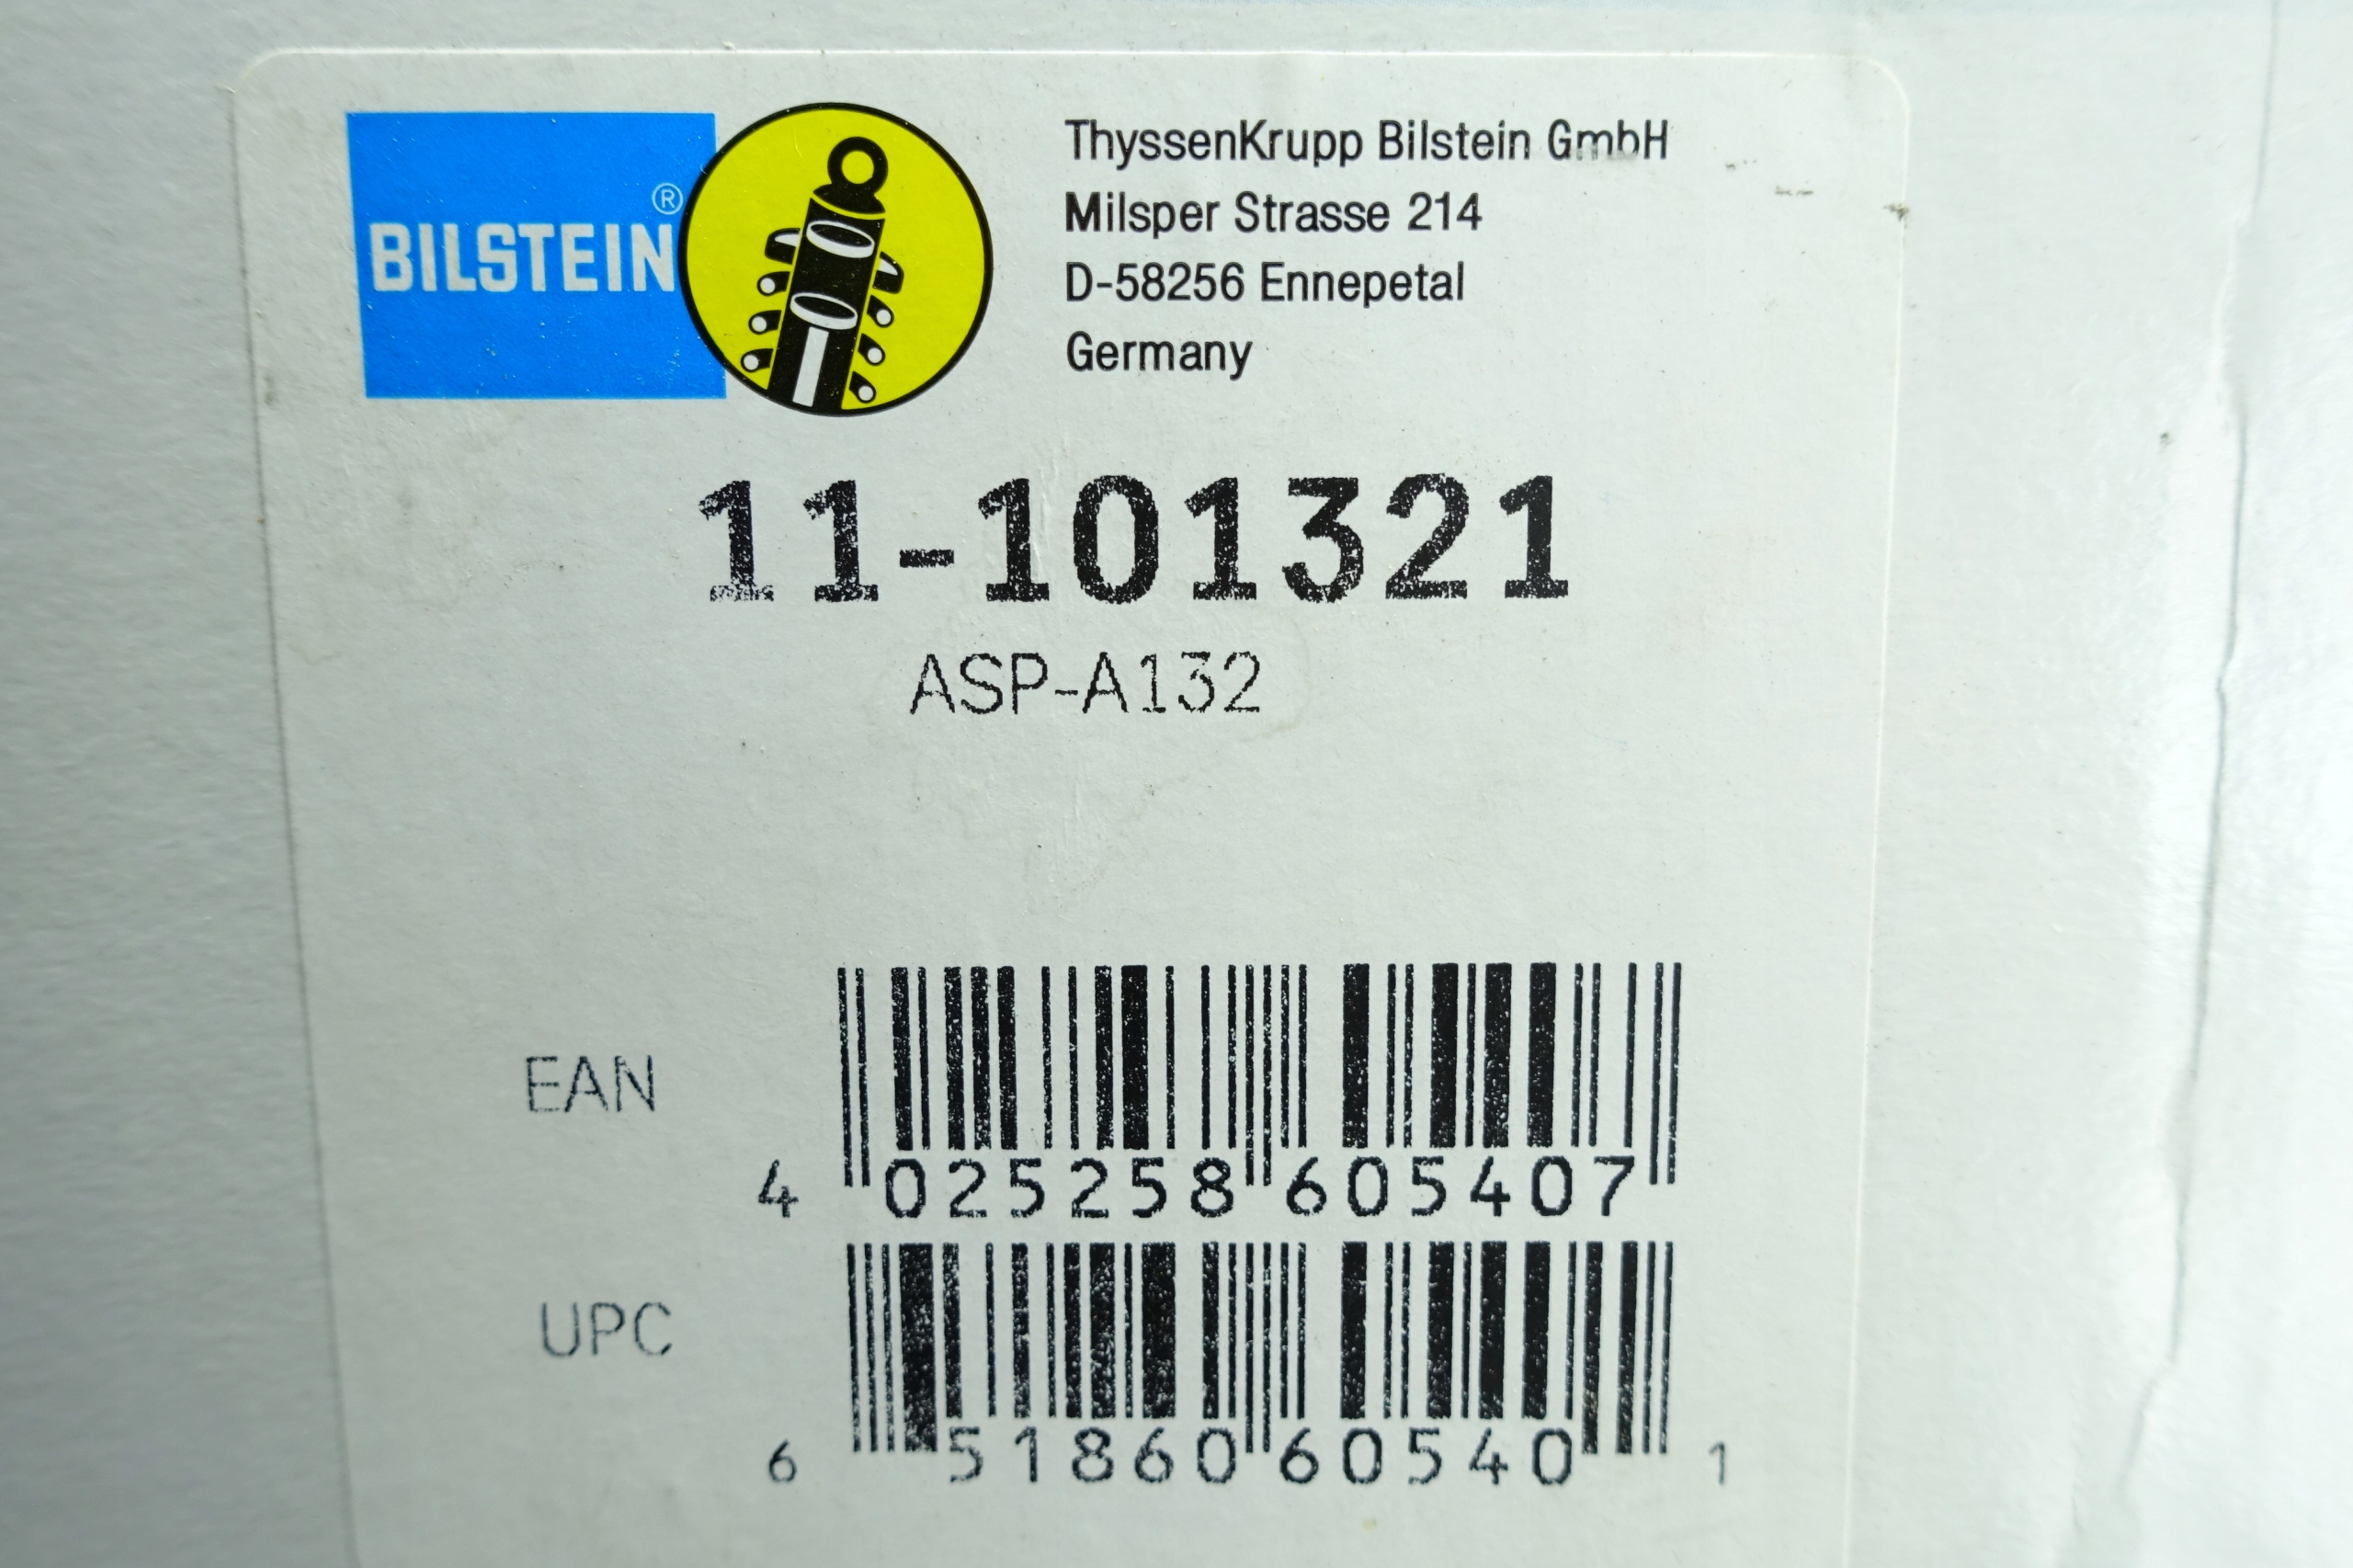 BILSTEIN®
ThyssenKrupp Bilstein GmbH
Milsper Strasse 214
D-58256 Ennepetal
Germany
11-101321
ASP-A132
EAN
4 025258 605407
UPC
6 51860 60540 1